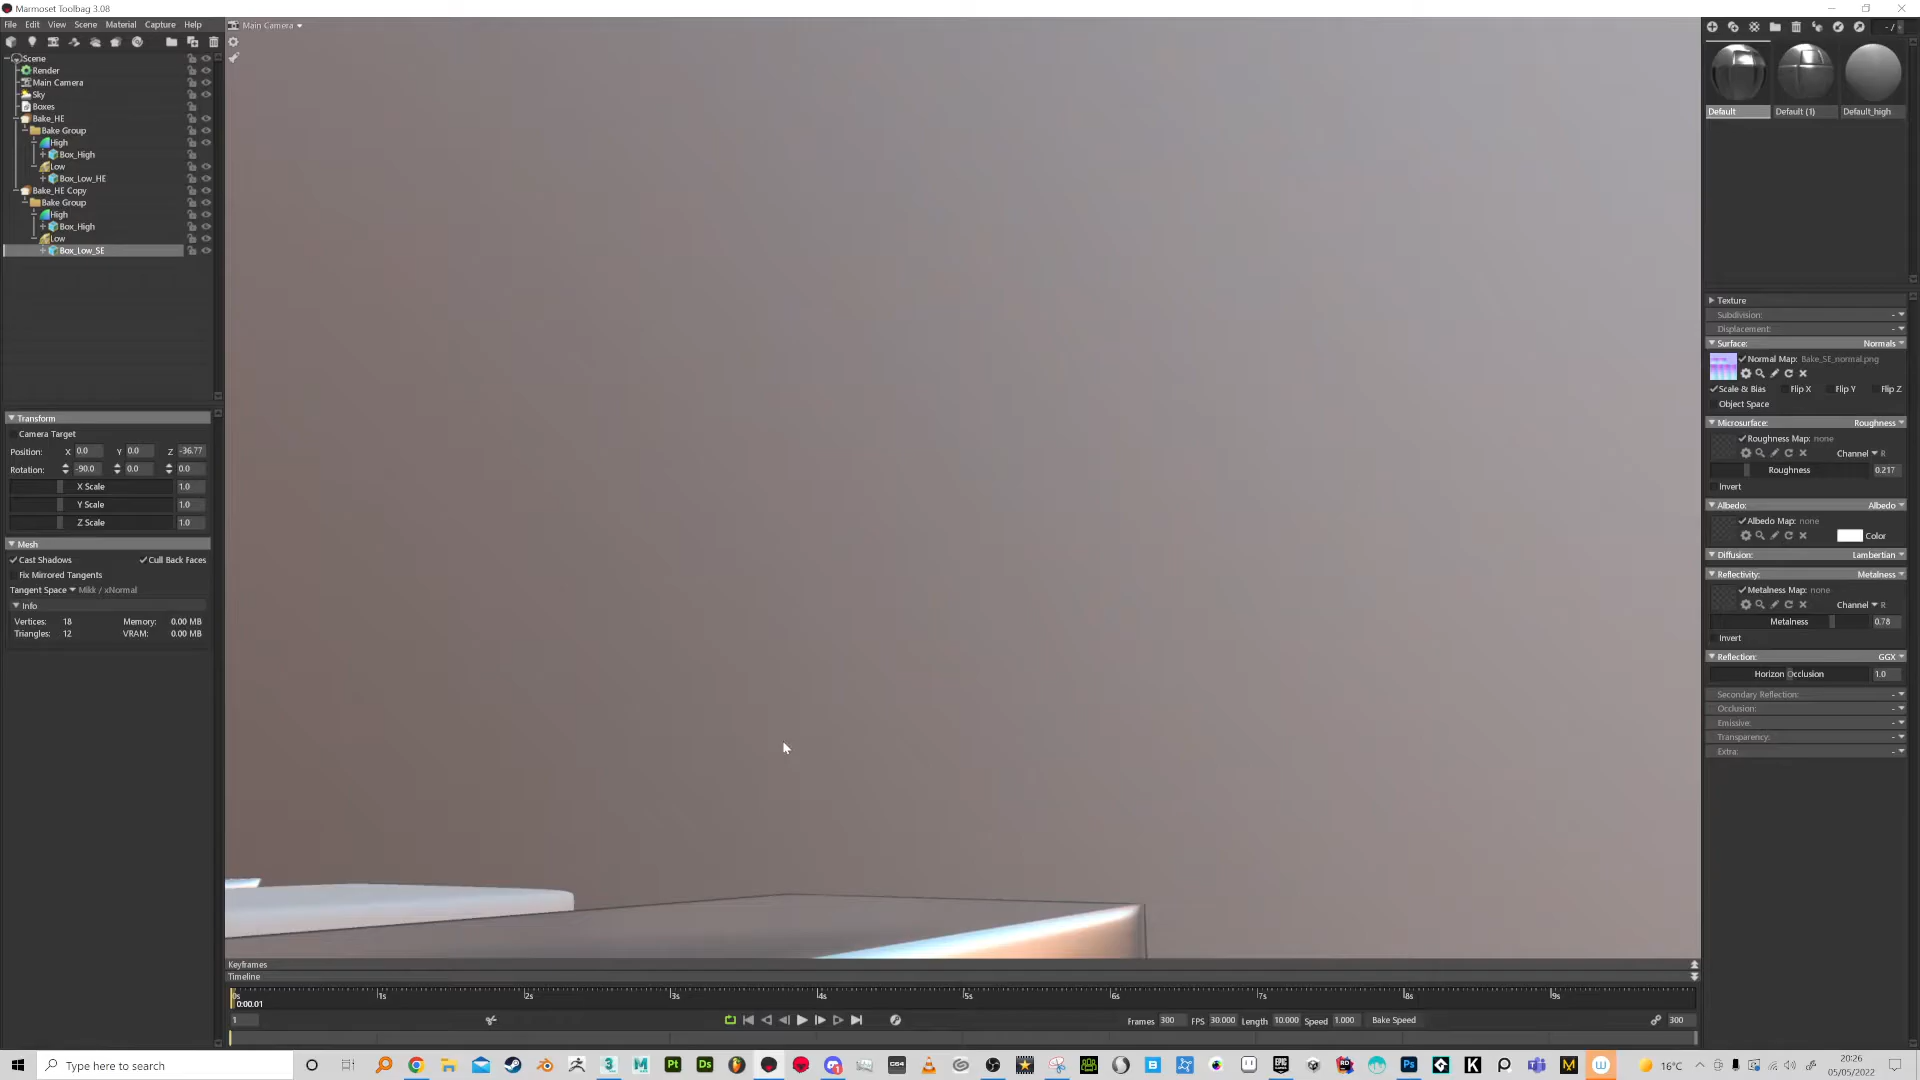 Marmoset Toolbag 3.08
File Edit View Scene Material Capture Help
Main Camera
Scene
Render
Main Camera
Sky
Boxes
Bake_HE
Bake Group
High
Box_High
Low
Box_Low_HE
Bake_HE Copy
Bake Group
High
Box_High
Low
Box_Low_SE
Transform
Camera Target
Position: X 0.0 Y 0.0 Z -36.77
Rotation: -90.0 0.0 0.0
X Scale 1.0
Y Scale 1.0
Z Scale 1.0
Mesh
Cast Shadows Cull Back Faces
Fix Mirrored Tangents
Tangent Space Mikk / xNormal
Info
Vertices: 18 Memory: 0.00 MB
Triangles: 12 VRAM: 0.00 MB
Default Default (1) Default_high
Texture
Subdivision: -
Displacement: -
Surface: Normals
Normal Map: Bake_SE_normal.png
Scale & Bias Flip X Flip Y Flip Z
Object Space
Microsurface: Roughness
Roughness Map: none
Channel R
Roughness 0.217
Invert
Albedo: Albedo
Albedo Map: none
Color
Diffusion: Lambertian
Reflectivity: Metalness
Metalness Map: none
Channel R
Metalness 0.78
Invert
Reflection: GGX
Horizon Occlusion 1.0
Secondary Reflection: -
Occlusion: -
Emissive: -
Transparency: -
Extra: -
Keyframes
Timeline
0s 1s 2s 3s 4s 5s 6s 7s 8s 9s
0:00.01
1 Frames 300 FPS 30.000 Length 10.000 Speed 1.000 Bake Speed 300
Type here to search
16°C
20:26
05/05/2022